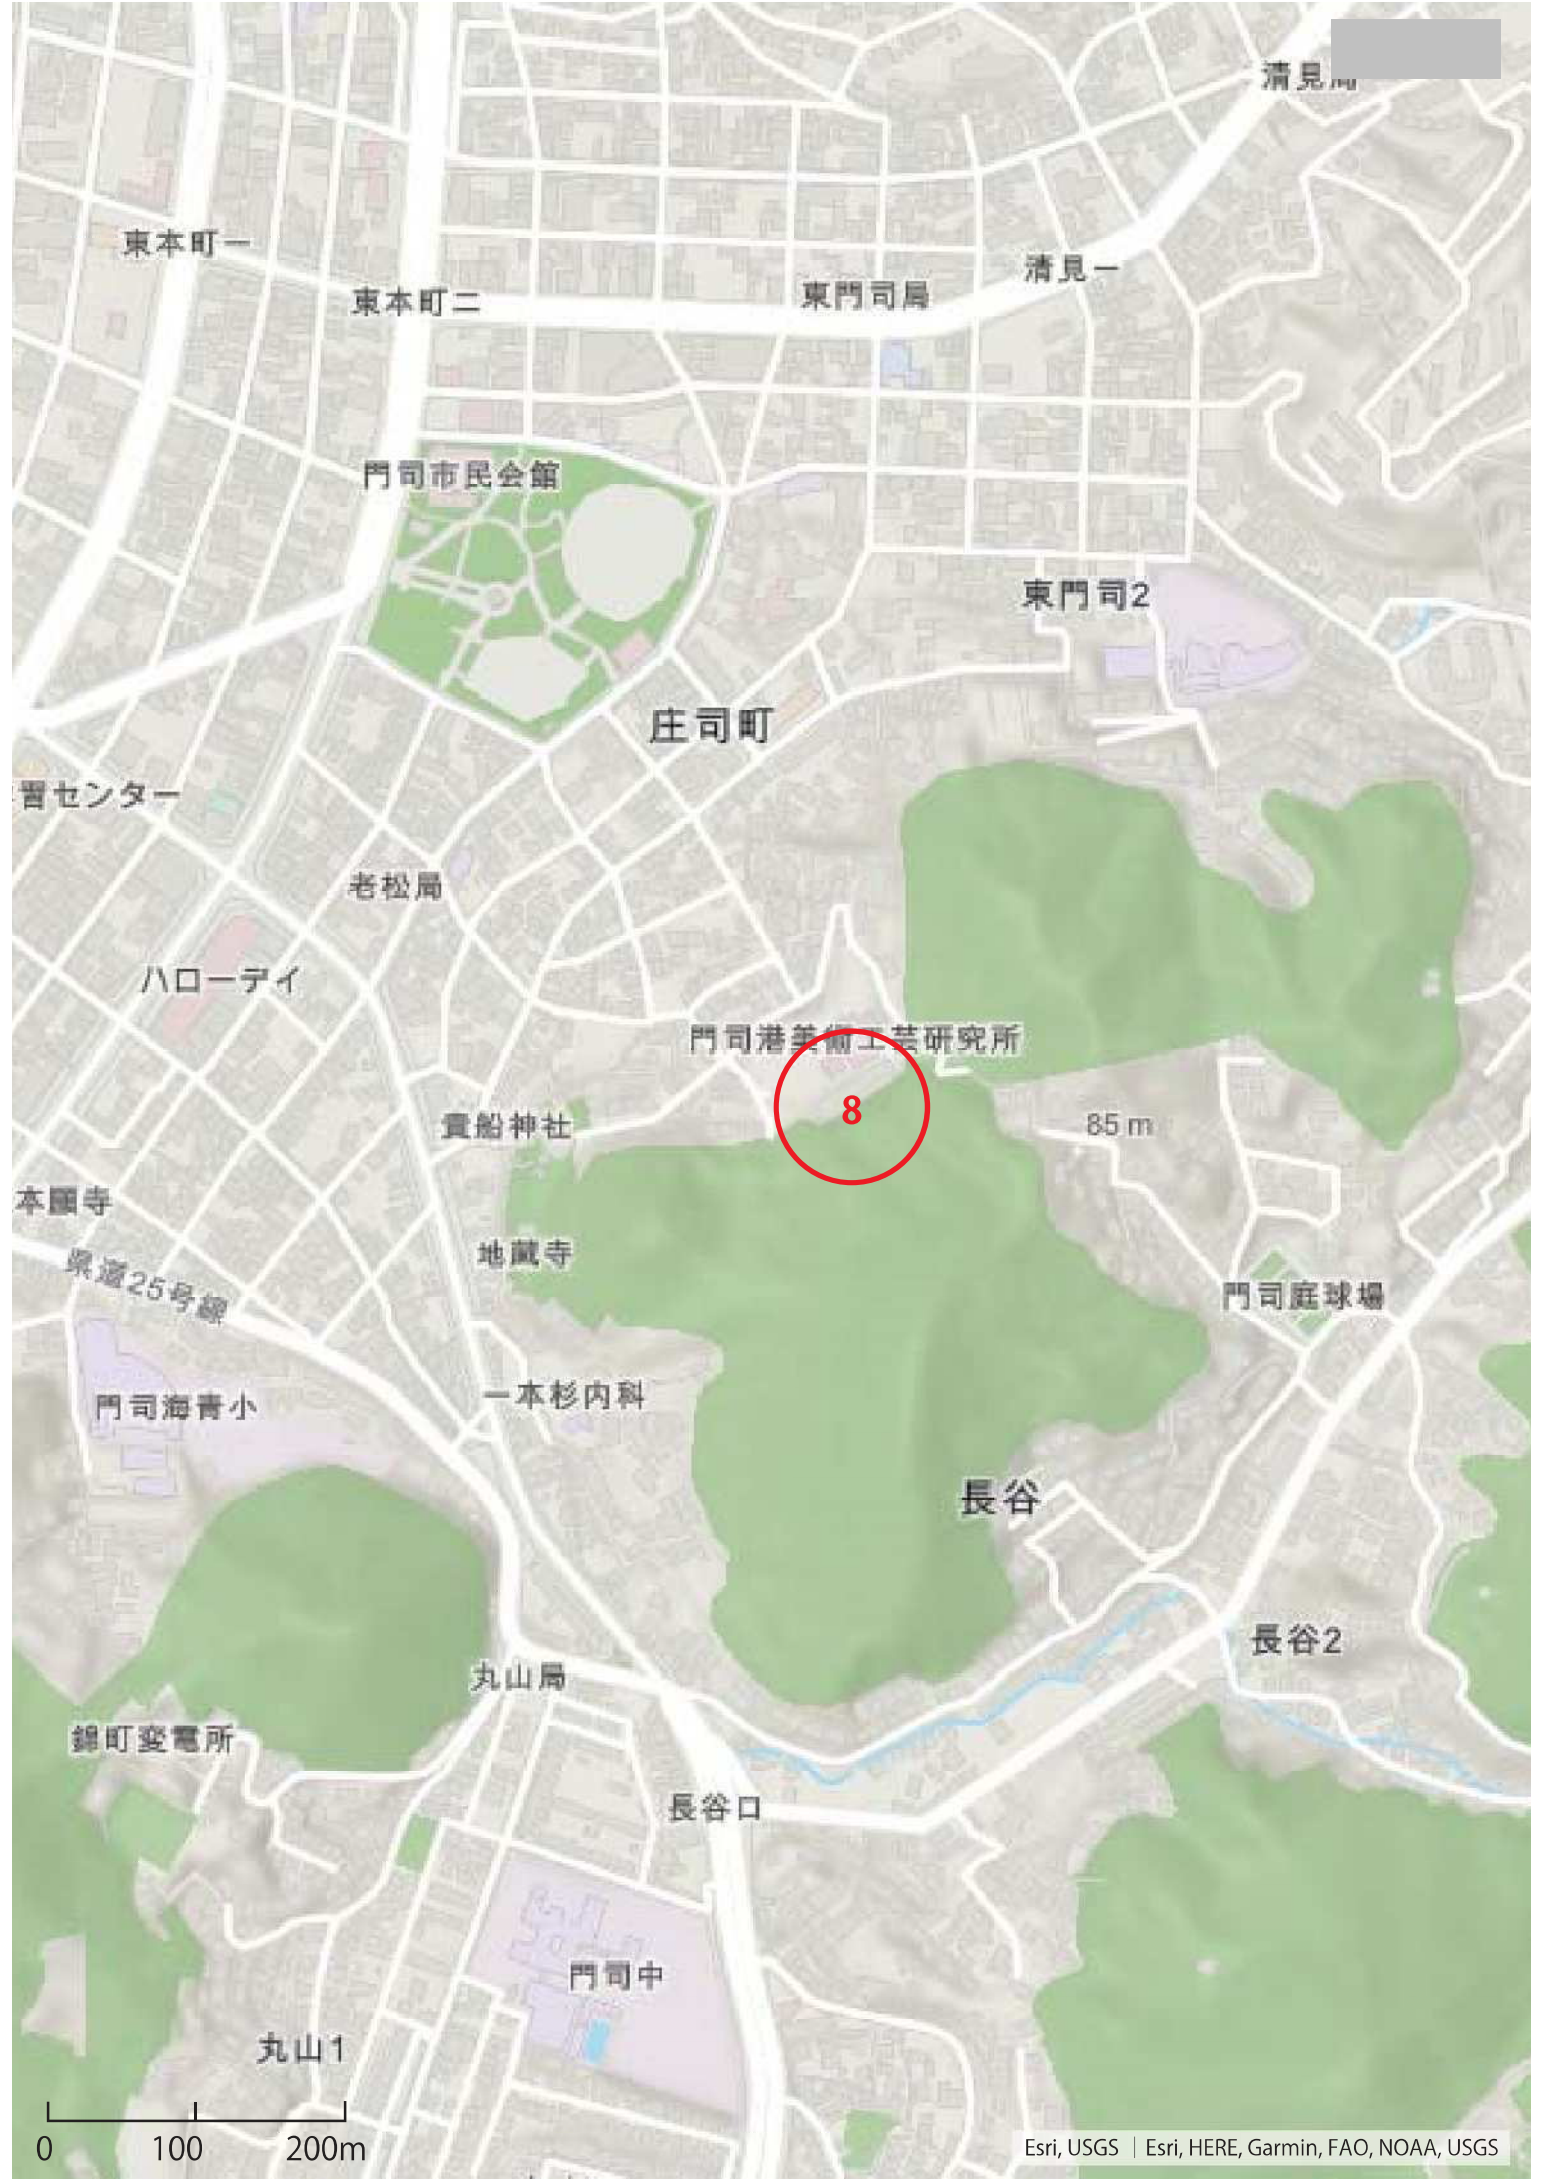 清見局
東本町一
清見一
東本町二
東門司局
門司市民会館
東門司2
庄司町
習センター
老松局
ハローデイ
門司港美術工芸研究所
8
85 m
貴船神社
本願寺
地蔵寺
県道25号線
門司庭球場
一本杉内科
門司海青小
長谷
長谷2
丸山局
錦町変電所
長谷口
門司中
丸山1
0 100 200m
Esri, USGS | Esri, HERE, Garmin, FAO, NOAA, USGS